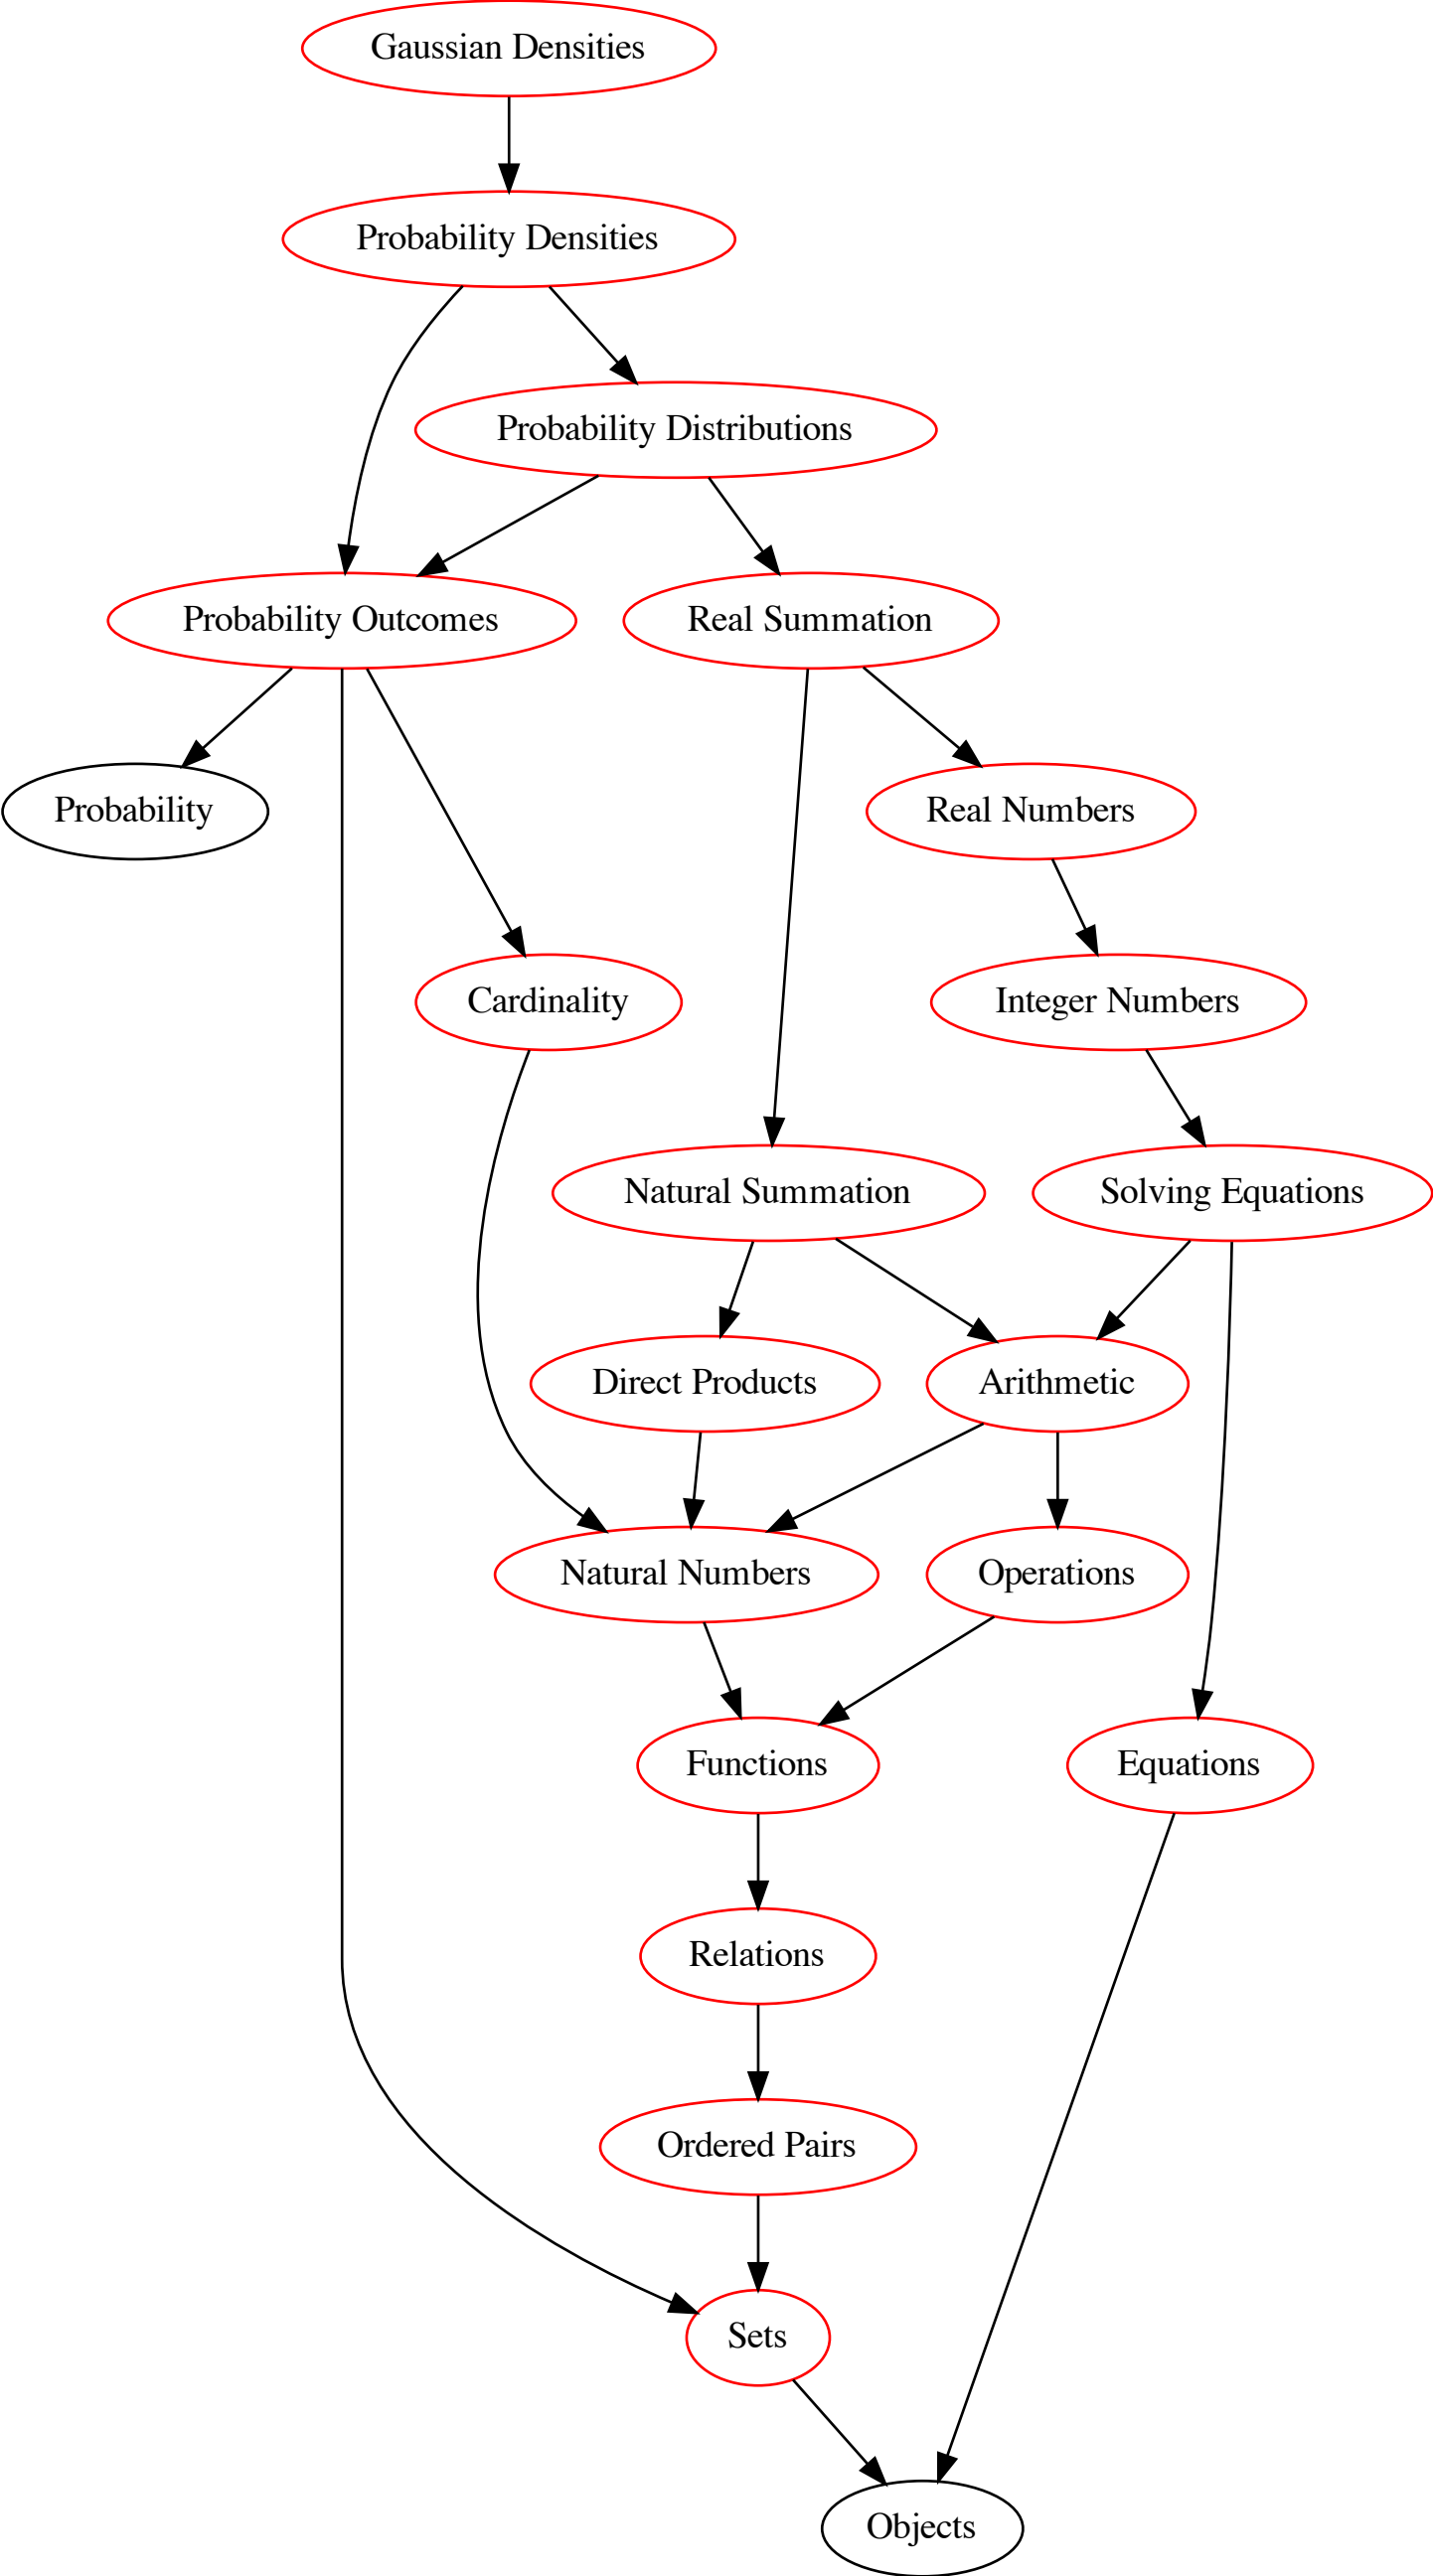 Gaussian Densities
Probability Densities
Probability Distributions
Probability Outcomes
Real Summation
Probability
Real Numbers
Cardinality
Integer Numbers
Natural Summation
Solving Equations
Direct Products
Arithmetic
Natural Numbers
Operations
Functions
Equations
Relations
Ordered Pairs
Sets
Objects